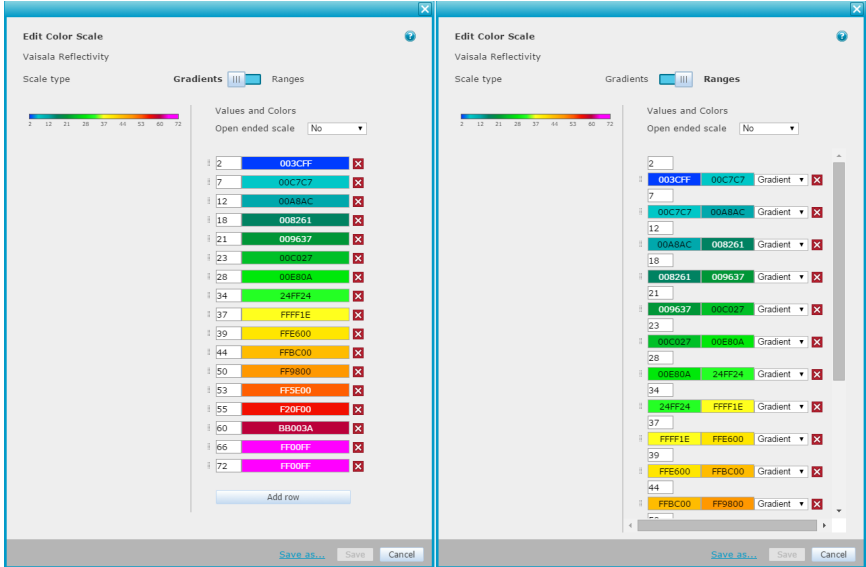 Edit Color Scale
?
Vaisala Reflectivity
Scale type Gradients Ranges
Values and Colors
Open ended scale No
2 12 21 28 37 44 53 60 72
2 003CFF
7 00C7C7
12 00A8AC
18 008261
21 009637
23 00C027
28 00E80A
34 24FF24
37 FFFF1E
39 FFE600
44 FFBC00
50 FF9800
53 FF5E00
55 F20F00
60 BB003A
66 FF00FF
72 FF00FF
Add row
Save as... Save Cancel
Edit Color Scale
?
Vaisala Reflectivity
Scale type Gradients Ranges
Values and Colors
Open ended scale No
2 12 21 28 37 44 53 60 72
2
003CFF 00C7C7 Gradient
7
00C7C7 00A8AC Gradient
12
00A8AC 008261 Gradient
18
008261 009637 Gradient
21
009637 00C027 Gradient
23
00C027 00E80A Gradient
28
00E80A 24FF24 Gradient
34
24FF24 FFFF1E Gradient
37
FFFF1E FFE600 Gradient
39
FFE600 FFBC00 Gradient
44
FFBC00 FF9800 Gradient
Save as... Save Cancel